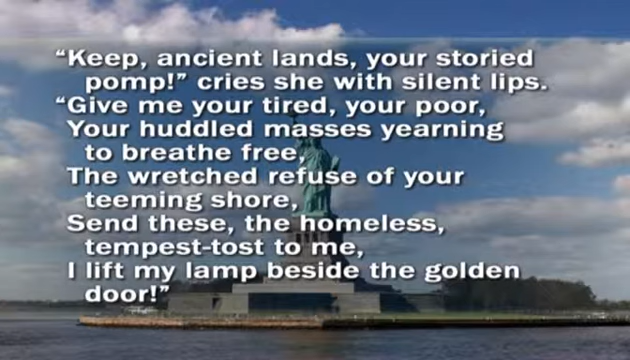 “Keep, ancient lands, your storied
pomp!” cries she with silent lips.
“Give me your tired, your poor,
Your huddled masses yearning
to breathe free,
The wretched refuse of your
teeming shore,
Send these, the homeless,
tempest-tost to me,
I lift my lamp beside the golden
door!”